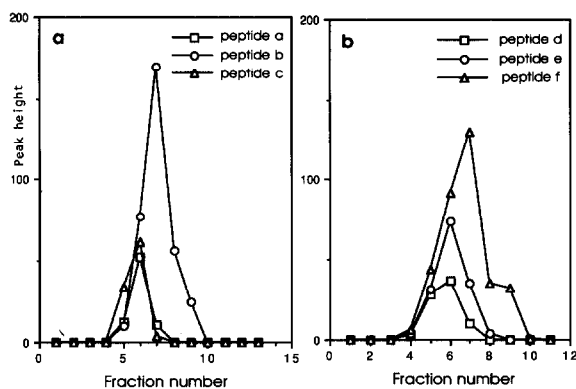 a
peptide a
peptide b
peptide c
200
100
0
Peak height
0 5 10 15
Fraction number
b
peptide d
peptide e
peptide f
200
100
0
0 2 4 6 8 10 12
Fraction number